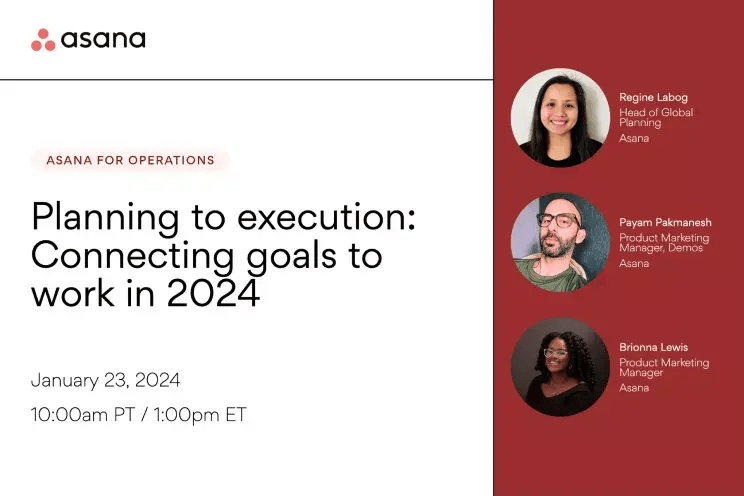 asana
ASANA FOR OPERATIONS
Planning to execution:
Connecting goals to
work in 2024
January 23, 2024
10:00am PT / 1:00pm ET
Regine Labog
Head of Global
Planning
Asana
Payam Pakmanesh
Product Marketing
Manager, Demos
Asana
Brionna Lewis
Product Marketing
Manager
Asana